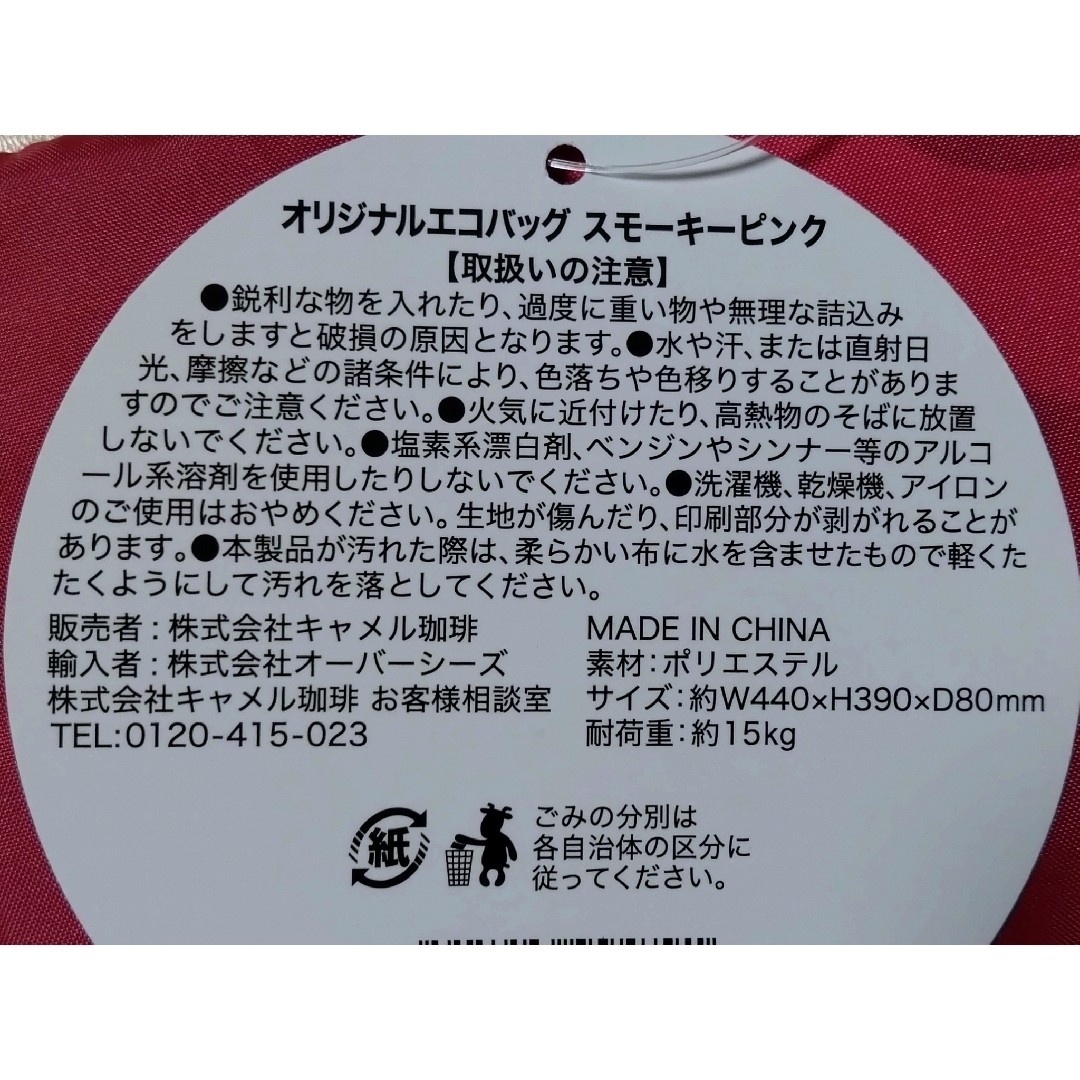 オリジナルエコバッグ スモーキーピンク
【取扱いの注意】
●鋭利な物を入れたり、過度に重い物や無理な詰込み
をしますと破損の原因となります。●水や汗、または直射日
光、摩擦などの諸条件により、色落ちや色移りすることがありま
すのでご注意ください。●火気に近付けたり、高熱物のそばに放置
しないでください。●塩素系漂白剤、ベンジンやシンナー等のアルコ
ール系溶剤を使用したりしないでください。●洗濯機、乾燥機、アイロン
のご使用はおやめください。生地が傷んだり、印刷部分が剥がれることが
あります。●本製品が汚れた際は、柔らかい布に水を含ませたもので軽くた
たくようにして汚れを落としてください。
販売者:株式会社キャメル珈琲
輸入者:株式会社オーバーシーズ
株式会社キャメル珈琲 お客様相談室
TEL:0120-415-023
MADE IN CHINA
素材:ポリエステル
サイズ:約W440×H390×D80mm
耐荷重:約15kg
紙
ごみの分別は
各自治体の区分に
従ってください。